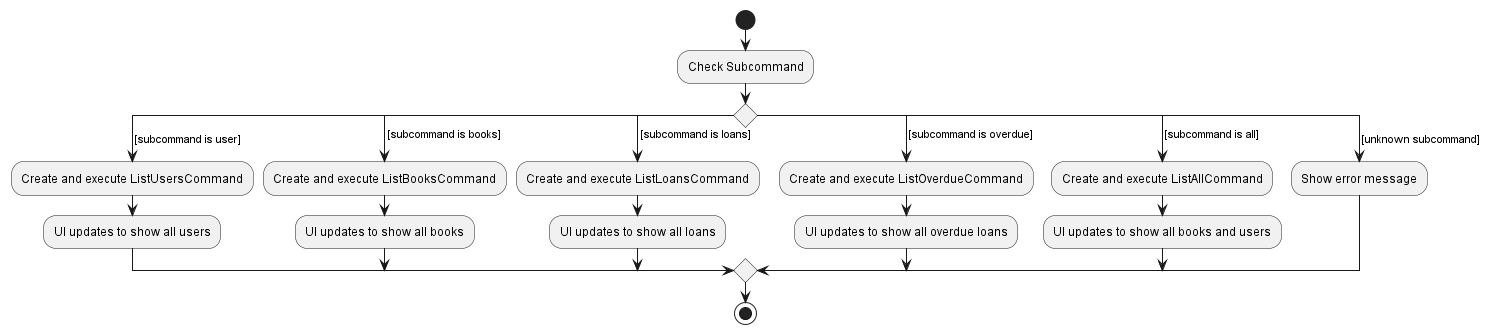 Check Subcommand
[subcommand is user]
[subcommand is books]
[subcommand is loans]
[subcommand is overdue]
[subcommand is all]
[unknown subcommand]
Create and execute ListUsersCommand
Create and execute ListBooksCommand
Create and execute ListLoansCommand
Create and execute ListOverdueCommand
Create and execute ListAllCommand
Show error message
UI updates to show all users
UI updates to show all books
UI updates to show all loans
UI updates to show all overdue loans
UI updates to show all books and users